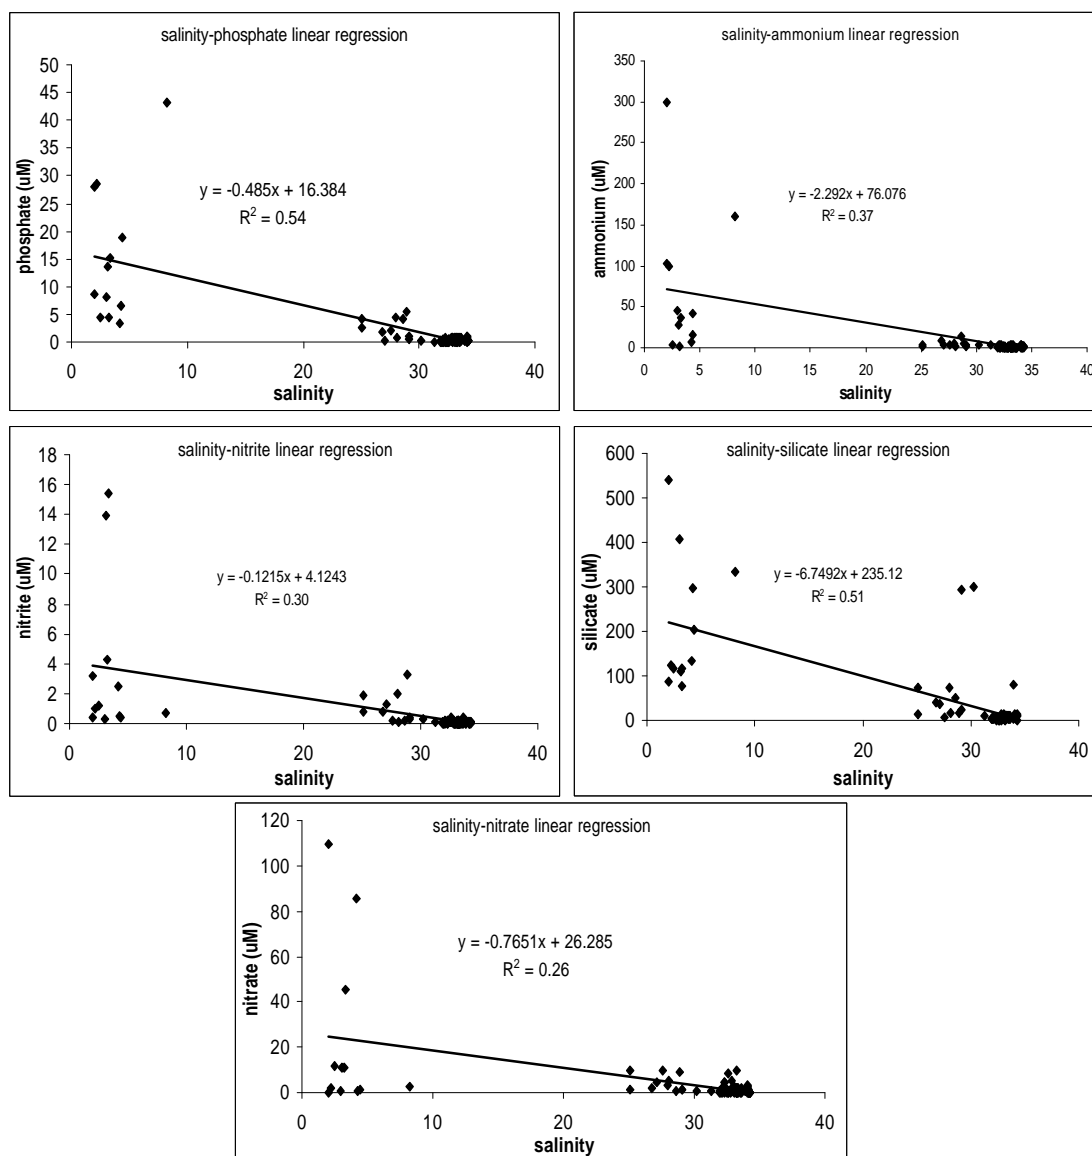 salinity-phosphate linear regression
50
45
40
35
30
25
20
15
10
5
0
0 10 20 30 40
phosphate (uM)
salinity
y = -0.485x + 16.384
R² = 0.54
salinity-ammonium linear regression
350
300
250
200
150
100
50
0
0 5 10 15 20 25 30 35 40
ammonium (uM)
salinity
y = -2.292x + 76.076
R² = 0.37
salinity-nitrite linear regression
18
16
14
12
10
8
6
4
2
0
0 10 20 30 40
nitrite (uM)
salinity
y = -0.1215x + 4.1243
R² = 0.30
salinity-silicate linear regression
600
500
400
300
200
100
0
0 10 20 30 40
silicate (uM)
salinity
y = -6.7492x + 235.12
R² = 0.51
salinity-nitrate linear regression
120
100
80
60
40
20
0
0 10 20 30 40
nitrate (uM)
salinity
y = -0.7651x + 26.285
R² = 0.26